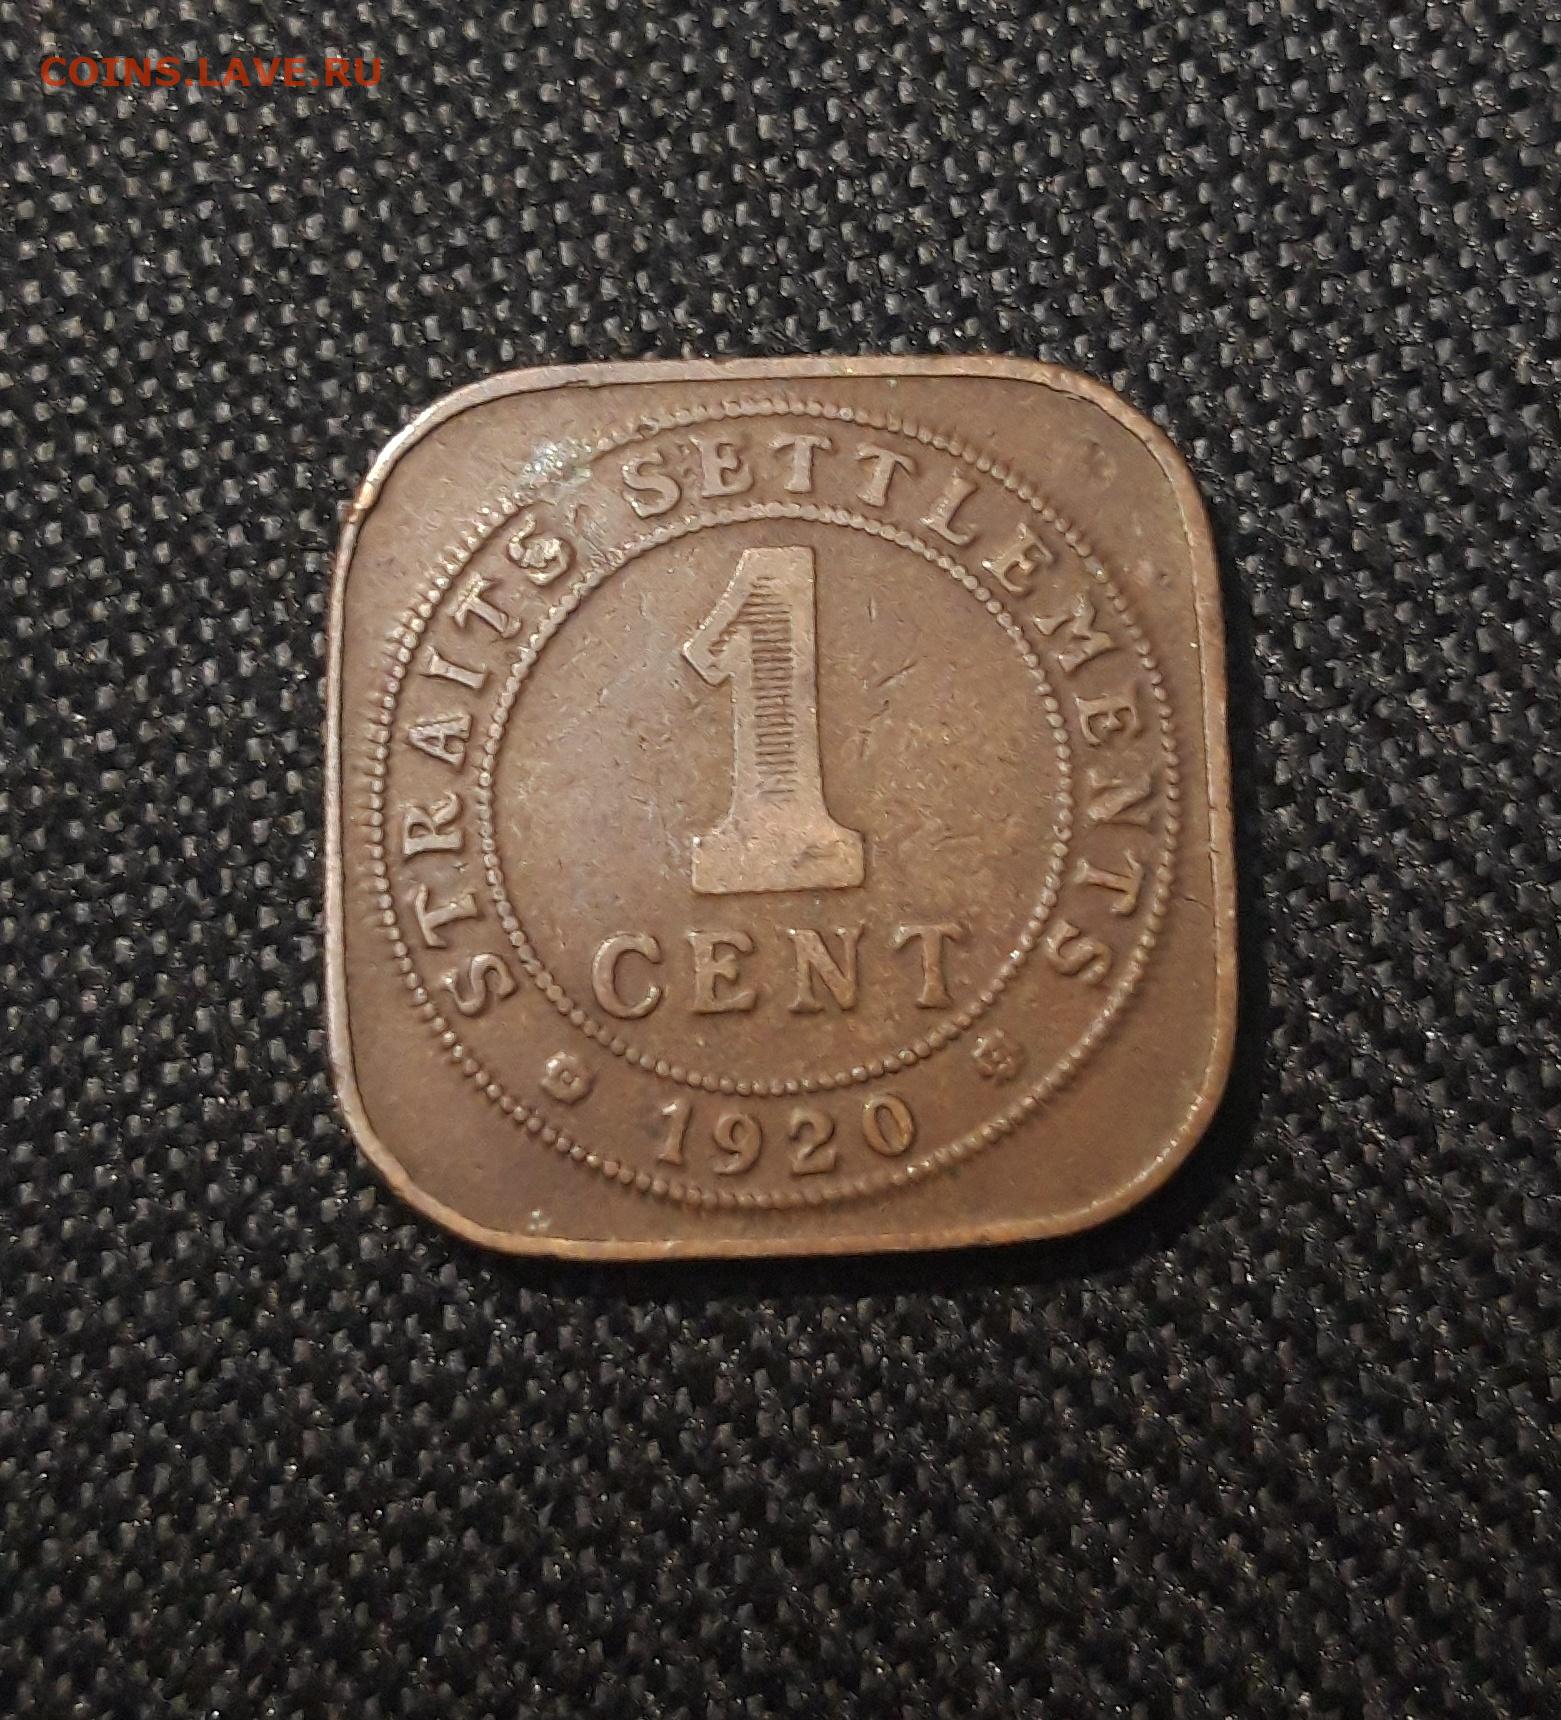 COINS.LAVE.RU
STRAITS SETTLEMENTS
1
CENT
1920